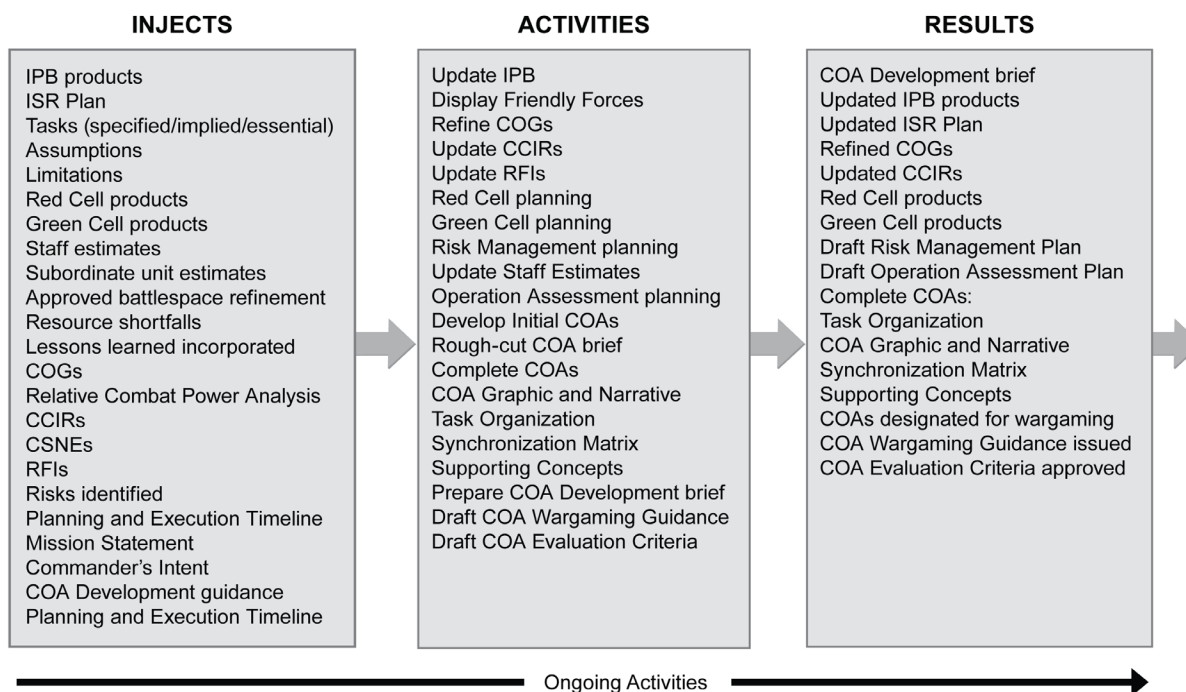 INJECTS
IPB products
ISR Plan
Tasks (specified/implied/essential)
Assumptions
Limitations
Red Cell products
Green Cell products
Staff estimates
Subordinate unit estimates
Approved battlespace refinement
Resource shortfalls
Lessons learned incorporated
COGs
Relative Combat Power Analysis
CCIRs
CSNEs
RFIs
Risks identified
Planning and Execution Timeline
Mission Statement
Commander’s Intent
COA Development guidance
Planning and Execution Timeline
ACTIVITIES
Update IPB
Display Friendly Forces
Refine COGs
Update CCIRs
Update RFIs
Red Cell planning
Green Cell planning
Risk Management planning
Update Staff Estimates
Operation Assessment planning
Develop Initial COAs
Rough-cut COA brief
Complete COAs
COA Graphic and Narrative
Task Organization
Synchronization Matrix
Supporting Concepts
Prepare COA Development brief
Draft COA Wargaming Guidance
Draft COA Evaluation Criteria
RESULTS
COA Development brief
Updated IPB products
Updated ISR Plan
Refined COGs
Updated CCIRs
Red Cell products
Green Cell products
Draft Risk Management Plan
Draft Operation Assessment Plan
Complete COAs:
Task Organization
COA Graphic and Narrative
Synchronization Matrix
Supporting Concepts
COAs designated for wargaming
COA Wargaming Guidance issued
COA Evaluation Criteria approved
Ongoing Activities